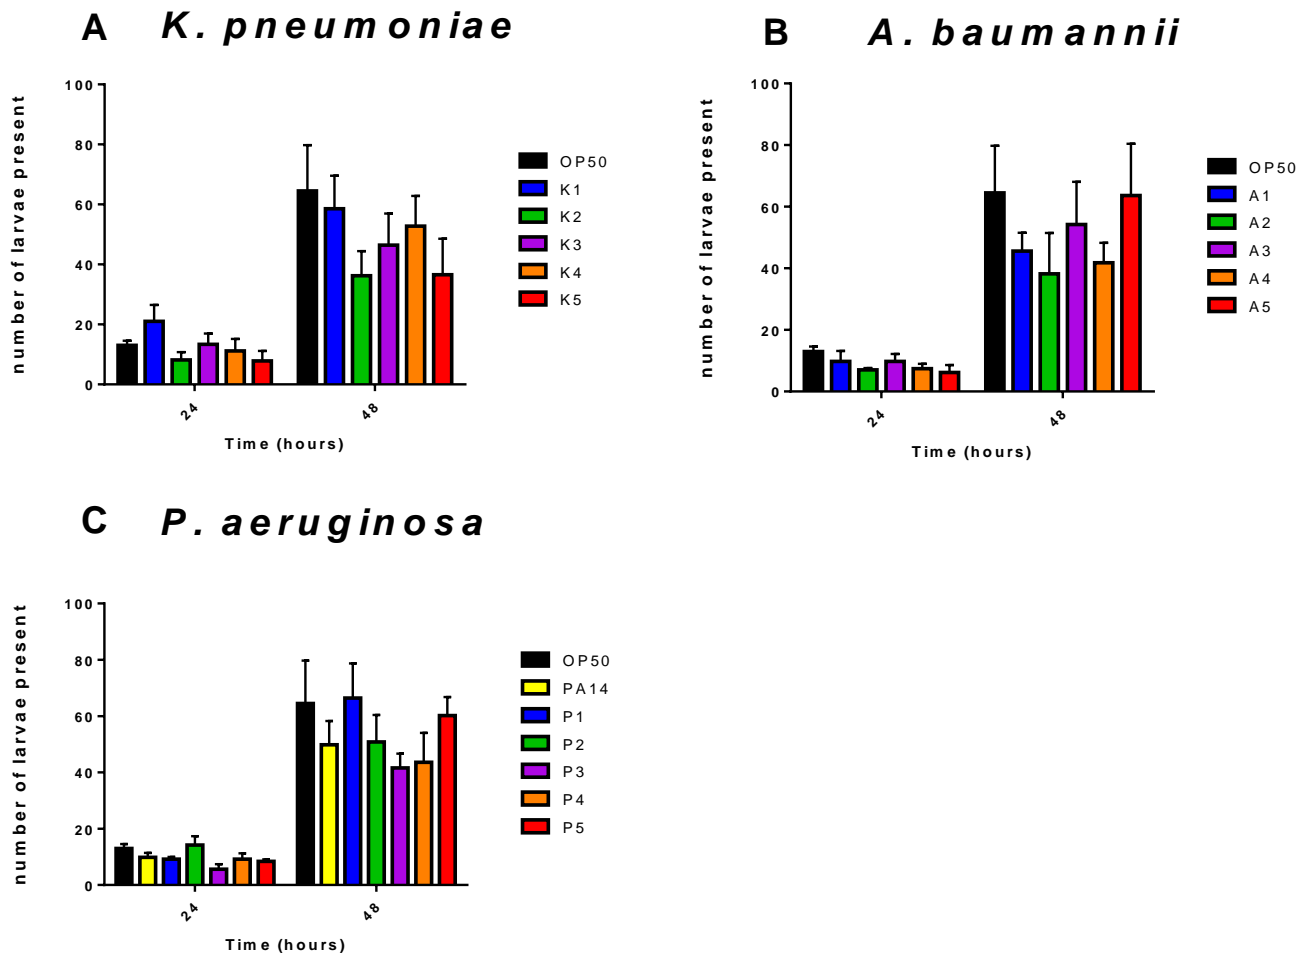 A K. pneumoniae
number of larvae present
100
80
60
40
20
0
24
48
Time (hours)
OP50
K1
K2
K3
K4
K5
B A. baumannii
number of larvae present
100
80
60
40
20
0
24
48
Time (hours)
OP50
A1
A2
A3
A4
A5
C P. aeruginosa
number of larvae present
100
80
60
40
20
0
24
48
Time (hours)
OP50
PA14
P1
P2
P3
P4
P5